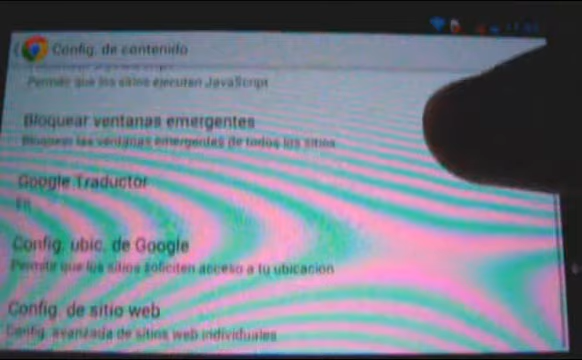 Config. de contenido
Permitir que los sitios ejecuten JavaScript
Bloquear ventanas emergentes
Bloquear las ventanas emergentes de todos los sitios
Google Traductor
Config. ubic. de Google
Permitir que los sitios soliciten acceso a tu ubicación
Config. de sitio web
Config. avanzada de sitios web individuales